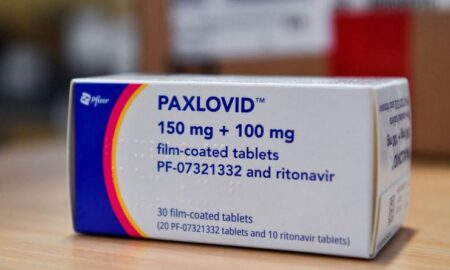 Pfizer
PAXLOVID™
150 mg + 100 mg
film-coated tablets
PF-07321332 and ritonavir
30 film-coated tablets
(20 PF-07321332 tablets and 10 ritonavir tablets)